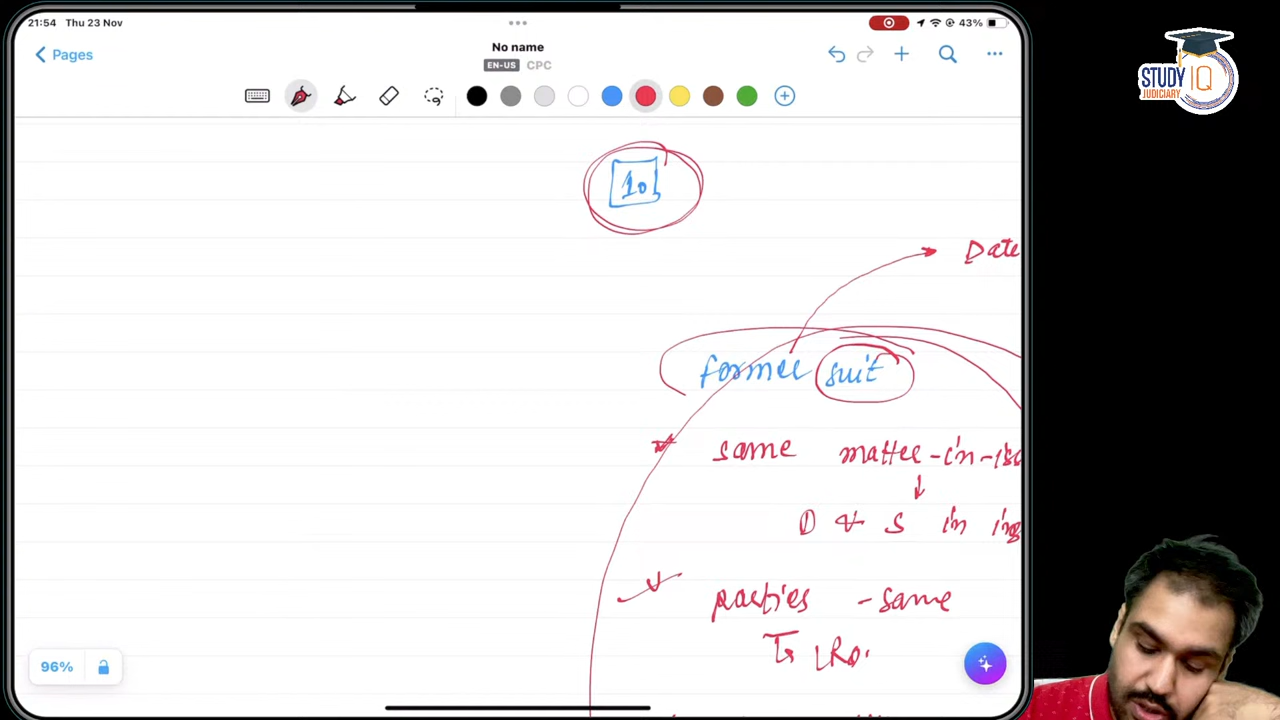 21:54 Thu 23 Nov
43%
Pages
No name
EN-US CPC
STUDY IQ
JUDICIARY
10
Date
former suit
same matter-in-iss
D & S in
parties - same
96%